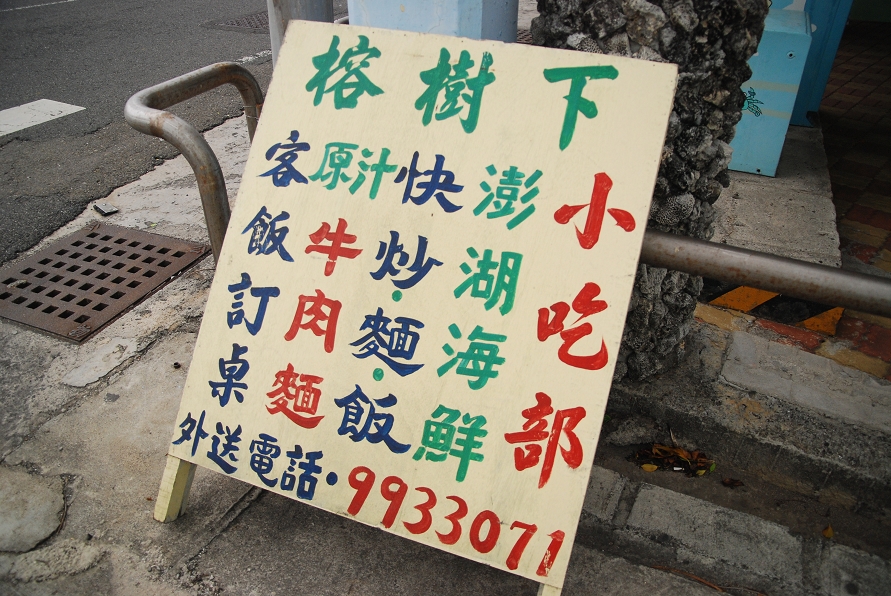 榕樹下
小吃部
澎湖海鮮
快炒·麵·飯
原汁牛肉麵
客飯訂桌
外送電話·9933071